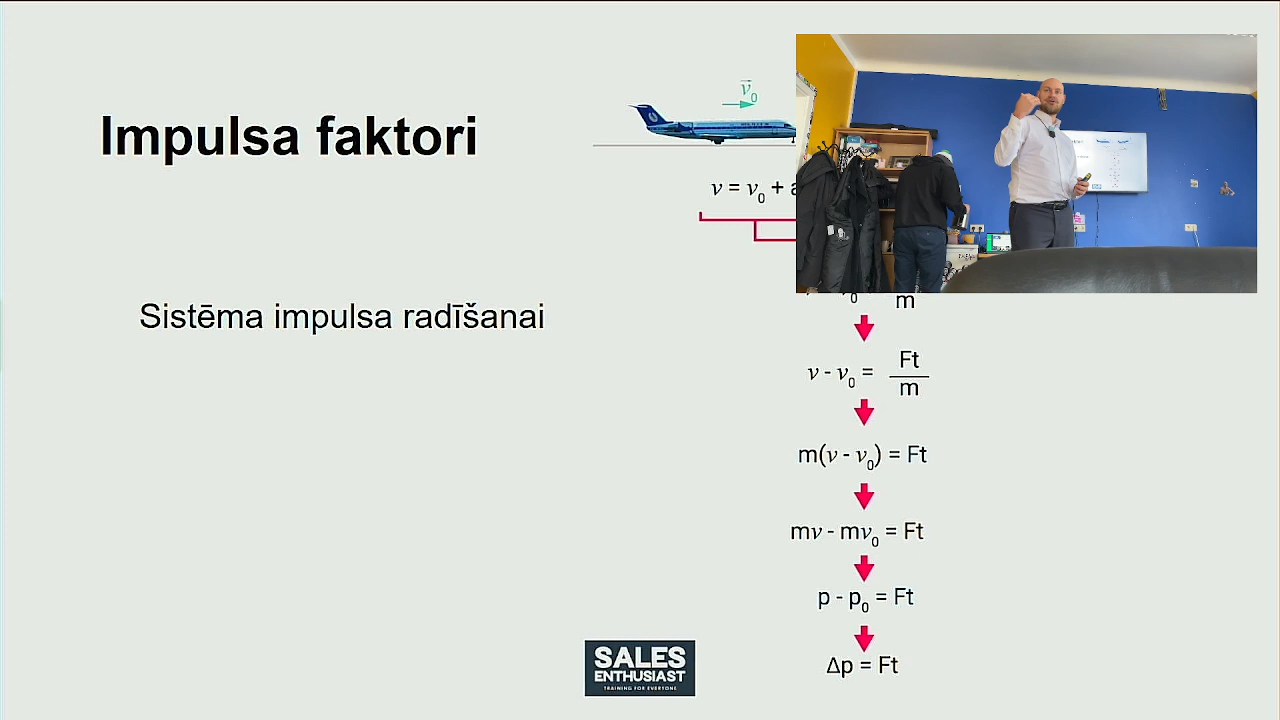 Impulsa faktori
v⃗₀
v = v₀ + a
Sistēma impulsa radīšanai
m
v - v₀ = Ft/m
m(v - v₀) = Ft
mv - mv₀ = Ft
p - p₀ = Ft
Δp = Ft
SALES
ENTHUSIAST
TRAINING FOR EVERYONE